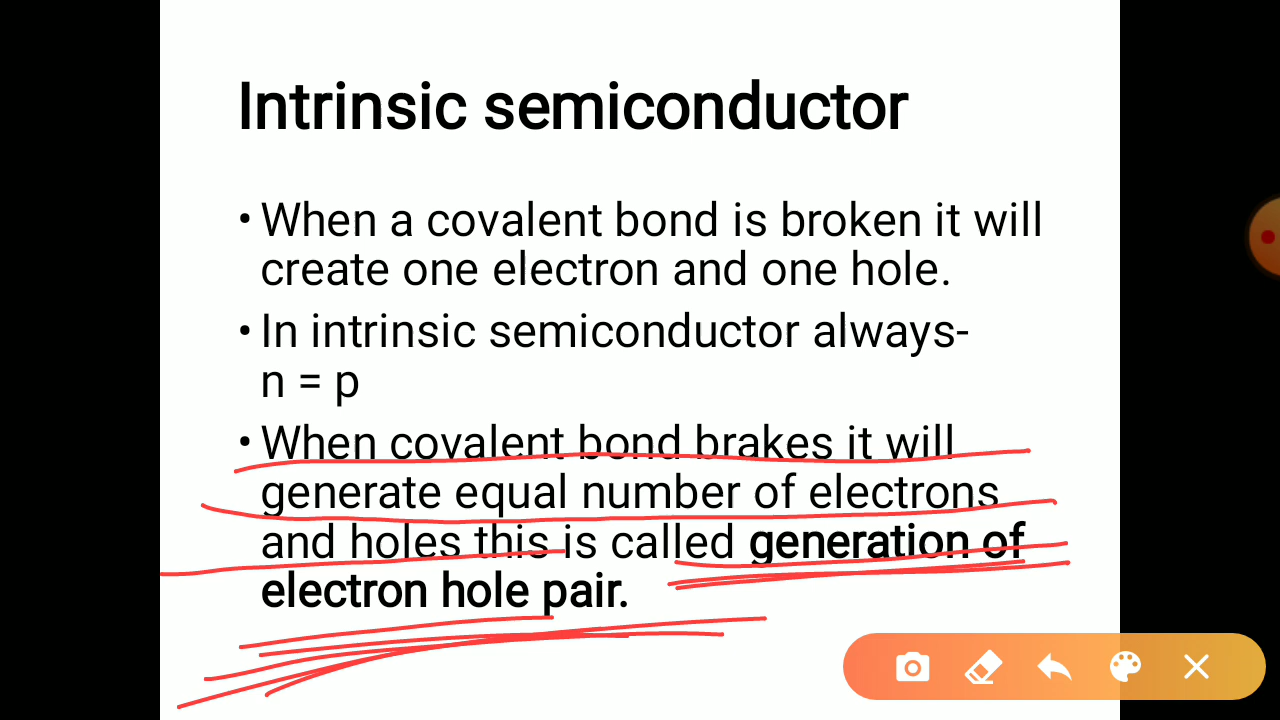 Intrinsic semiconductor
• When a covalent bond is broken it will
create one electron and one hole.
• In intrinsic semiconductor always-
n = p
• When covalent bond brakes it will
generate equal number of electrons
and holes this is called generation of
electron hole pair.